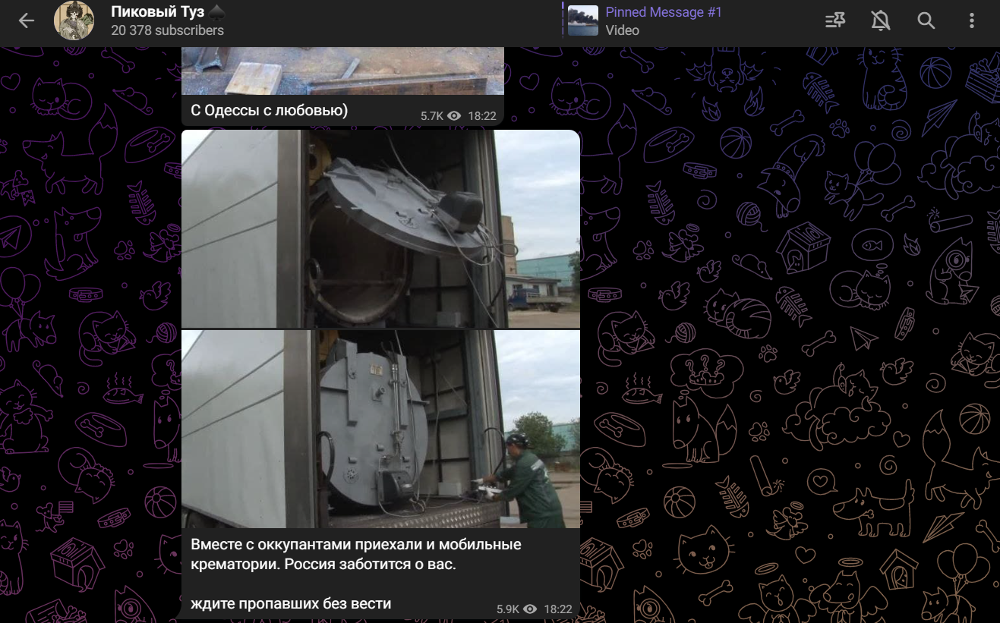 Пиковый Туз ♠
20 378 subscribers
Pinned Message #1
Video
С Одессы с любовью)
5.7K 18:22
Вместе с оккупантами приехали и мобильные
крематории. Россия заботится о вас.
ждите пропавших без вести
5.9K 18:22